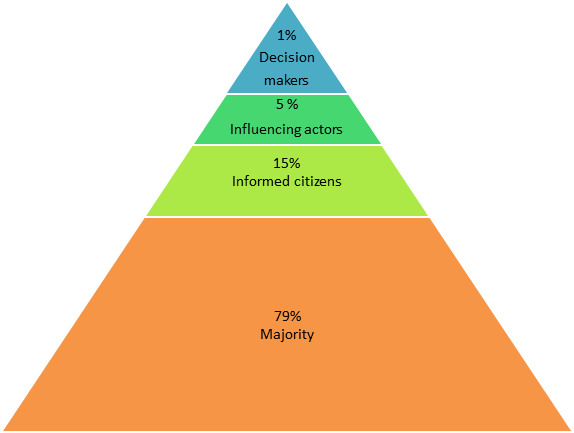 1%
Decision
makers
5 %
Influencing actors
15%
Informed citizens
79%
Majority